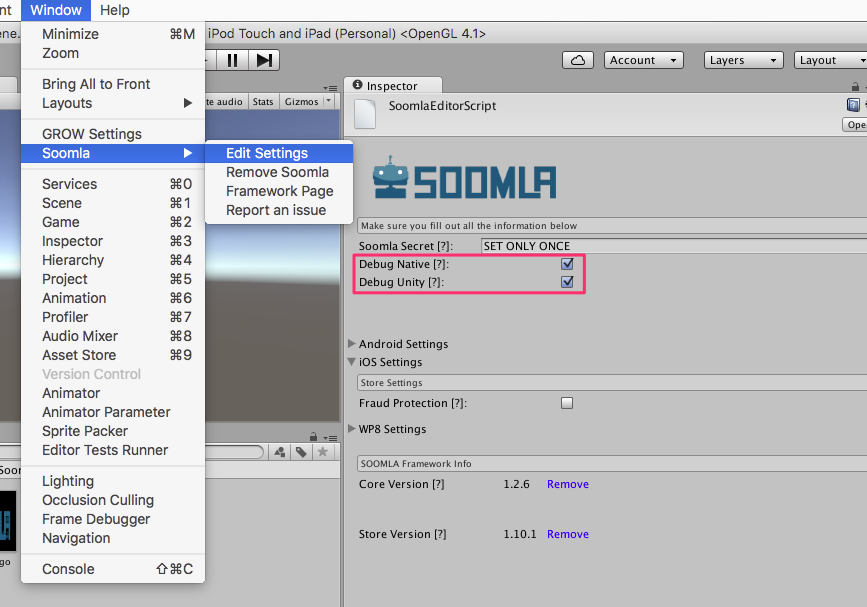 nt Window Help
ene. iPod Touch and iPad (Personal) <OpenGL 4.1>
Minimize ⌘M
Zoom
Bring All to Front
Layouts ▶
GROW Settings
Soomla ▶
Services ⌘0
Scene ⌘1
Game ⌘2
Inspector ⌘3
Hierarchy ⌘4
Project ⌘5
Animation ⌘6
Profiler ⌘7
Audio Mixer ⌘8
Asset Store ⌘9
Version Control
Animator
Animator Parameter
Sprite Packer
Editor Tests Runner
Lighting
Occlusion Culling
Frame Debugger
Navigation
Console ⇧⌘C
Edit Settings
Remove Soomla
Framework Page
Report an issue
Account Layers Layout
te audio Stats Gizmos
Soon
go
Inspector
SoomlaEditorScript
Ope
SOOMLA
Make sure you fill out all the information below
Soomla Secret [?]: SET ONLY ONCE
Debug Native [?]:
Debug Unity [?]:
Android Settings
iOS Settings
Store Settings
Fraud Protection [?]:
WP8 Settings
SOOMLA Framework Info
Core Version [?] 1.2.6 Remove
Store Version [?] 1.10.1 Remove